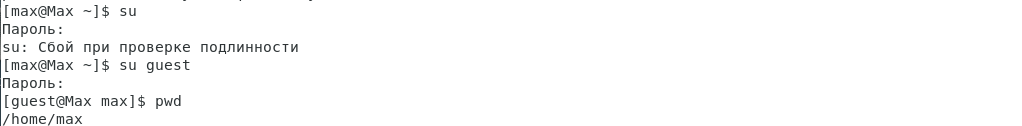 [max@Max ~]$ su
Пароль:
su: Сбой при проверке подлинности
[max@Max ~]$ su guest
Пароль:
[guest@Max max]$ pwd
/home/max